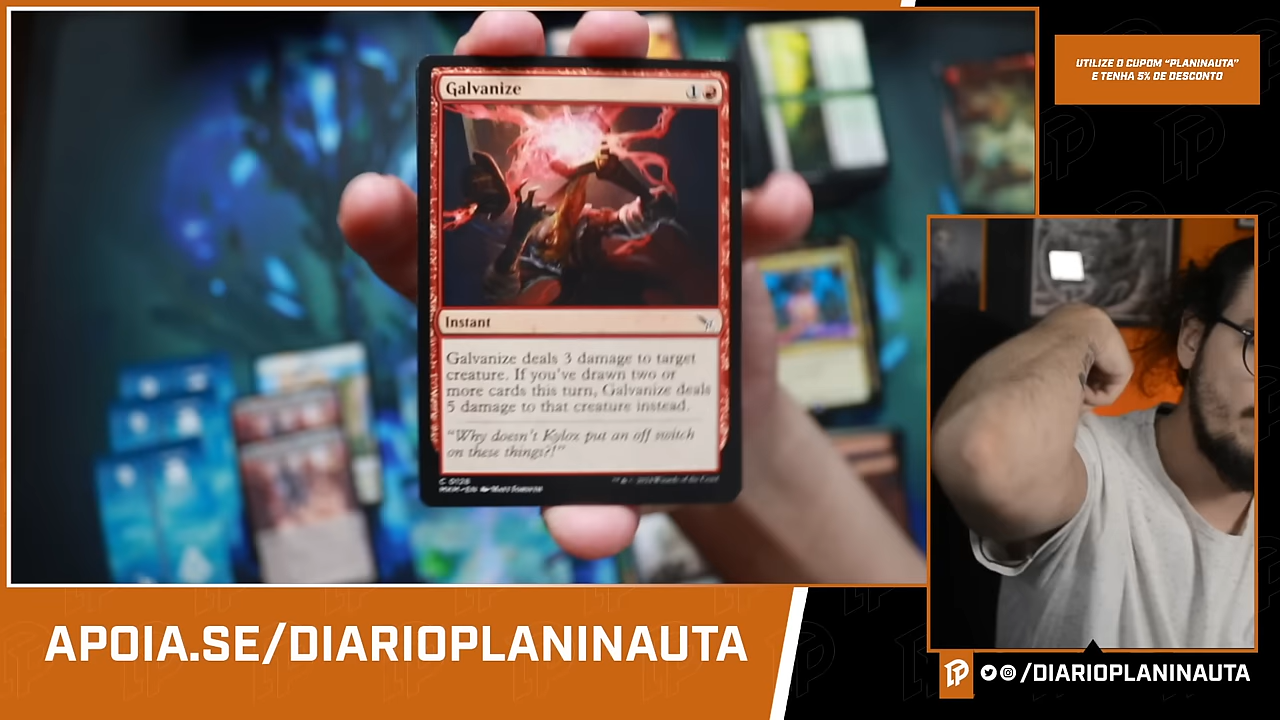 UTILIZE O CUPOM “PLANINAUTA”
E TENHA 5% DE DESCONTO
Galvanize
1
Instant
Galvanize deals 3 damage to target
creature. If you've drawn two or
more cards this turn, Galvanize deals
5 damage to that creature instead.
“Why doesn't Kylox put an off switch
on these things?!”
APOIA.SE/DIARIOPLANINAUTA
/DIARIOPLANINAUTA